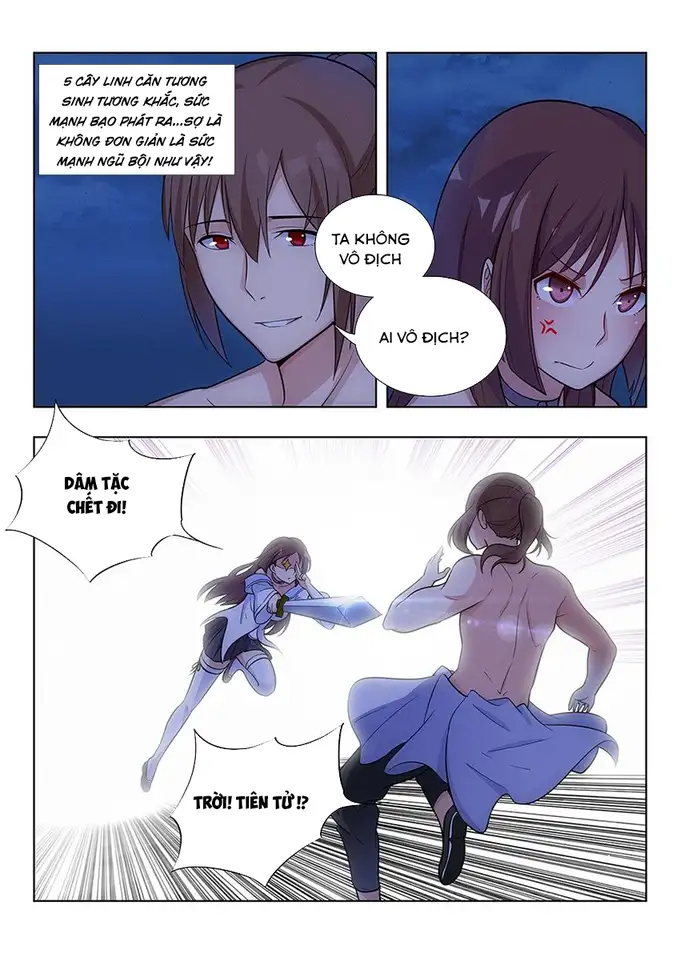 5 CÂY LINH CĂN TƯƠNG
SINH TƯƠNG KHẮC, SỨC
MẠNH BẠO PHÁT RA...SỢ LÀ
KHÔNG ĐƠN GIẢN LÀ SỨC
MẠNH NGŨ BỘI NHƯ VẬY!
TA KHÔNG
VÔ ĐỊCH
AI VÔ ĐỊCH?
DÂM TẶC
CHẾT ĐI!
TRỜI! TIÊN TỬ!?